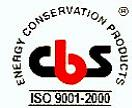 ENERGY CONSERVATION PRODUCTS
®
cbs
ISO 9001-2000